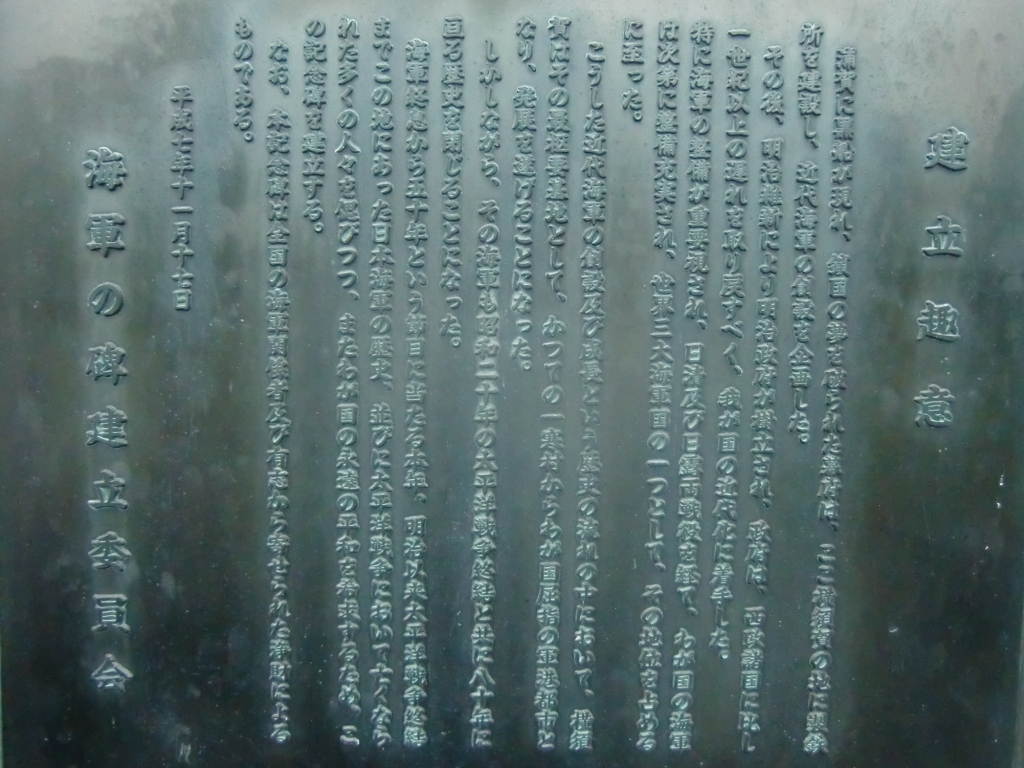 建立趣意
浦賀に黒船が現れ、鎖国の夢を破られた幕府は、ここ横須賀の地に製鉄
所を建設し、近代海軍の創設を企画した。
その後、明治維新により明治政府が樹立され、政府は、西欧諸国に比し
一世紀以上の遅れを取り戻すべく、我が国の近代化に着手した。
特に海軍の整備が重要視され、日清及び日露両戦役を経て、わが国の海軍
は次第に整備充実され、世界三大海軍国の一つとして、その地位を占める
に至った。
こうした近代海軍の創設及び成長という歴史の流れの中において、横須
賀はその最重要基地として、かつての一寒村からわが国屈指の軍港都市と
なり、発展を遂げることになった。
しかしながら、その海軍も昭和二十年の太平洋戦争終結と共に八十年に
亘る歴史を閉じることになった。
海軍終焉から五十年という節目に当たる本年、明治以来太平洋戦争終結
までこの地にあった日本海軍の歴史、並びに太平洋戦争において亡くなら
れた多くの人々を偲びつつ、またわが国の永遠の平和を希求するため、こ
の記念碑を建立する。
なお、本記念碑は全国の海軍関係者及び有志から寄せられた浄財による
ものである。
平成七年十一月十七日
海軍の碑建立委員会